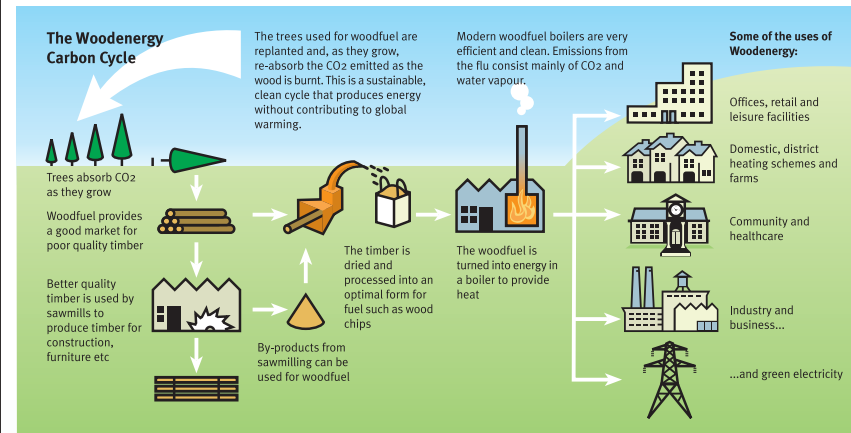 The Woodenergy
Carbon Cycle
The trees used for woodfuel are
replanted and, as they grow,
re-absorb the CO2 emitted as the
wood is burnt. This is a sustainable,
clean cycle that produces energy
without contributing to global
warming.
Modern woodfuel boilers are very
efficient and clean. Emissions from
the flu consist mainly of CO2 and
water vapour.
Some of the uses of
Woodenergy:
Trees absorb CO2
as they grow
Woodfuel provides
a good market for
poor quality timber
Better quality
timber is used by
sawmills to
produce timber for
construction,
furniture etc
By-products from
sawmilling can be
used for woodfuel
The timber is
dried and
processed into an
optimal form for
fuel such as wood
chips
The woodfuel is
turned into energy in
a boiler to provide
heat
Offices, retail and
leisure facilities
Domestic, district
heating schemes and
farms
Community and
healthcare
Industry and
business...
...and green electricity